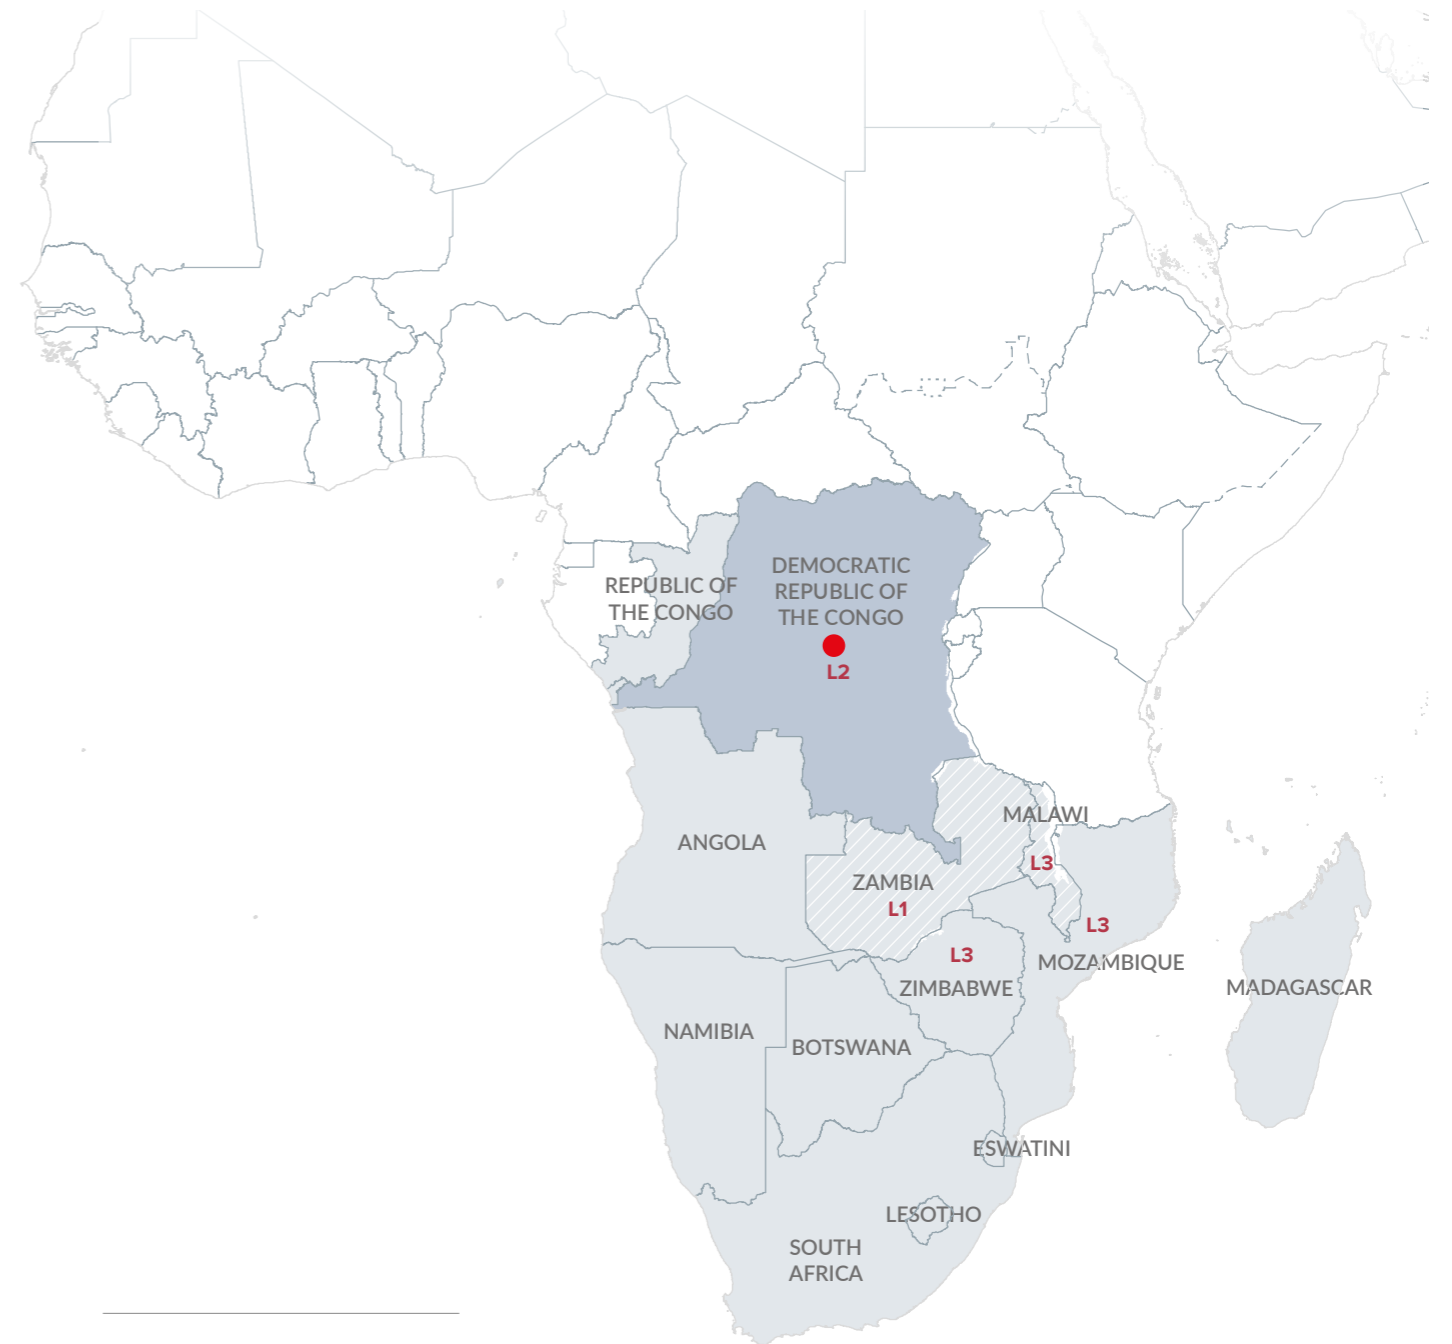 DEMOCRATIC
REPUBLIC OF
THE CONGO
L2
REPUBLIC OF
THE CONGO
MALAWI
L3
ANGOLA
ZAMBIA
L1
L3
MOZAMBIQUE
L3
ZIMBABWE
MADAGASCAR
NAMIBIA
BOTSWANA
ESWATINI
LESOTHO
SOUTH
AFRICA